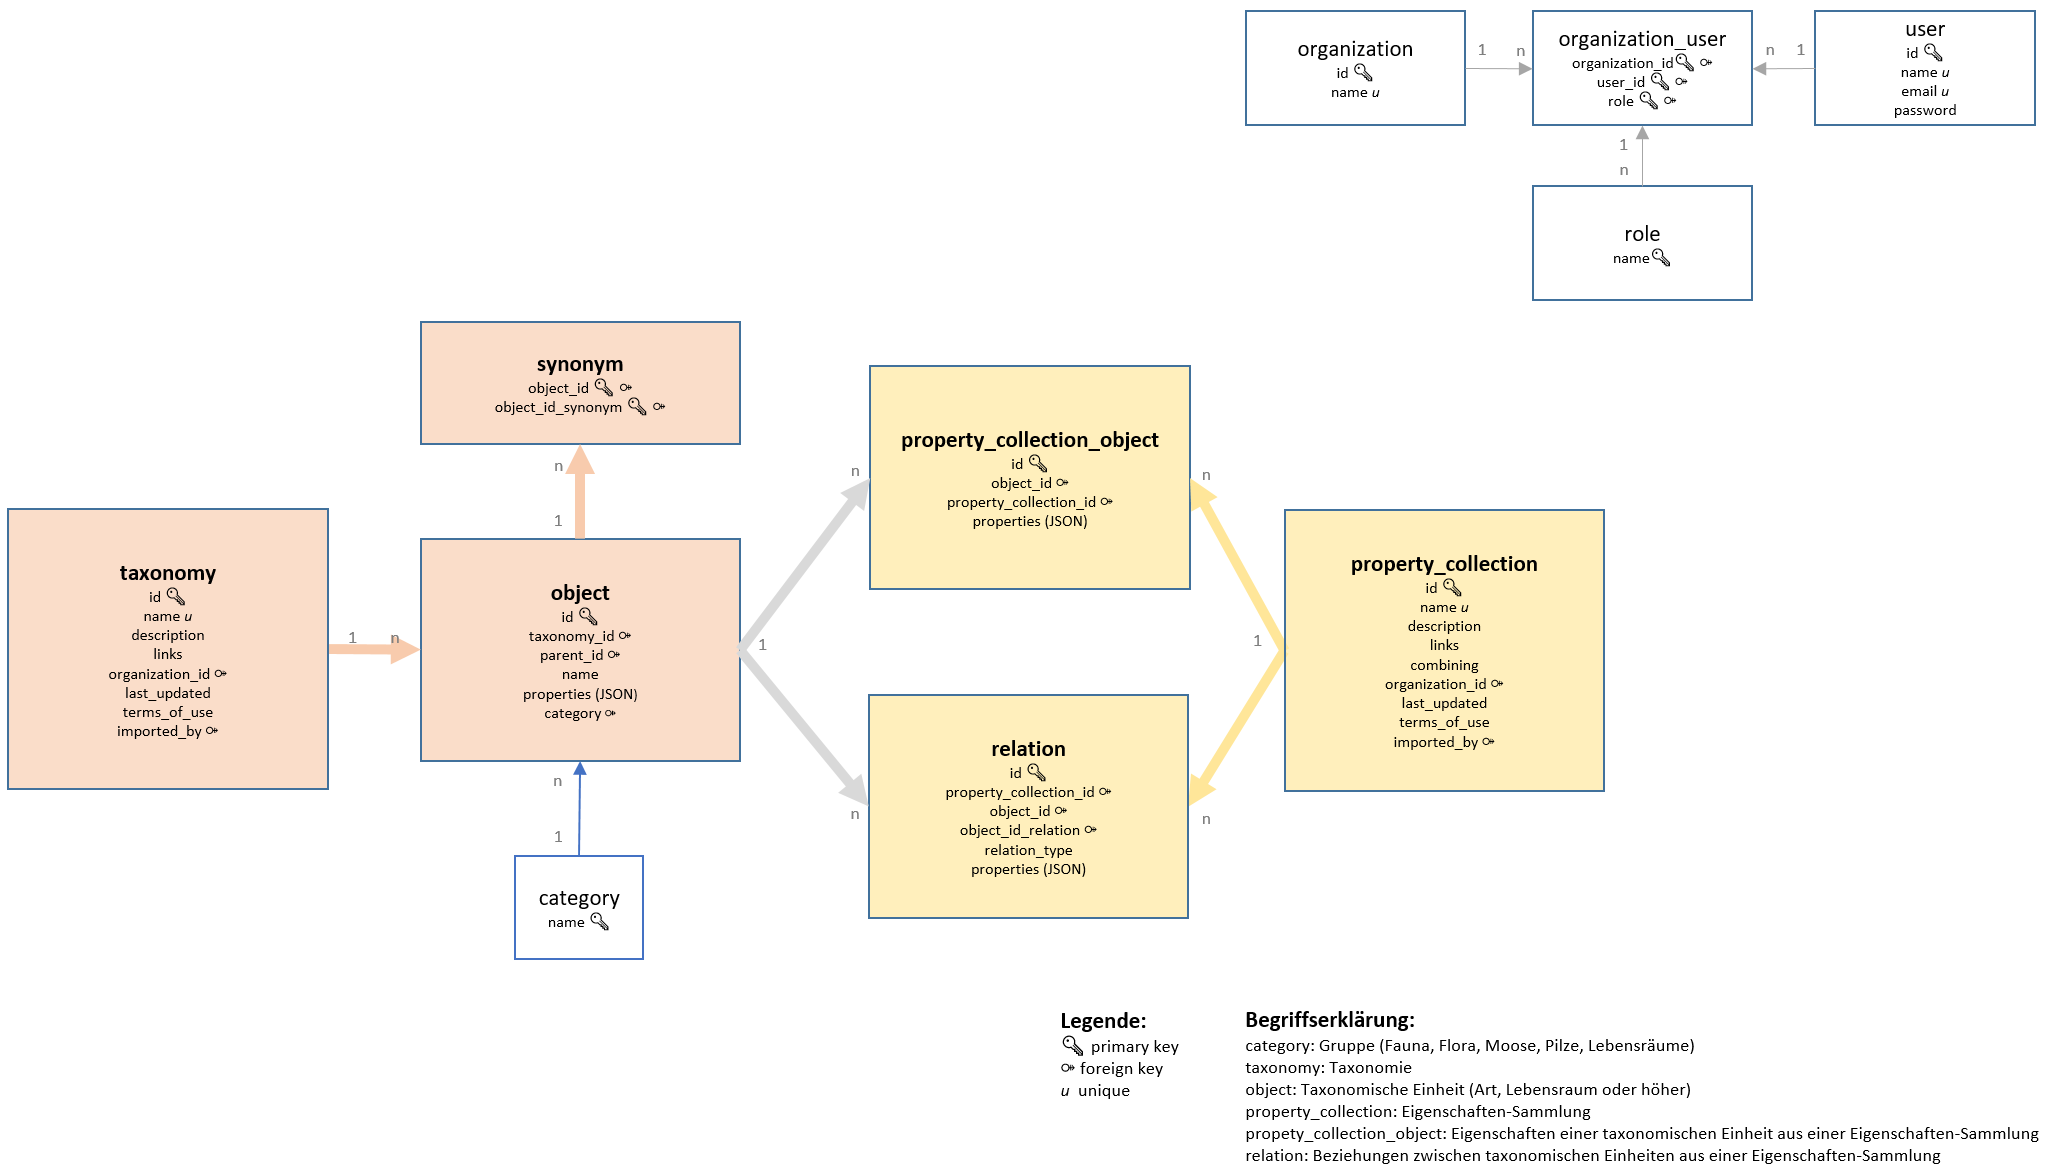 organization
id
name u
1
n
organization_user
organization_id
user_id
role
n
1
user
id
name u
email u
password
1
n
role
name
synonym
object_id
object_id_synonym
n
1
taxonomy
id
name u
description
links
organization_id
last_updated
terms_of_use
imported_by
1
n
object
id
taxonomy_id
parent_id
name
properties (JSON)
category
n
1
category
name
1
n
n
property_collection_object
id
object_id
property_collection_id
properties (JSON)
relation
id
property_collection_id
object_id
object_id_relation
relation_type
properties (JSON)
n
n
1
property_collection
id
name u
description
links
combining
organization_id
last_updated
terms_of_use
imported_by
Legende:
primary key
foreign key
u unique
Begriffserklärung:
category: Gruppe (Fauna, Flora, Moose, Pilze, Lebensräume)
taxonomy: Taxonomie
object: Taxonomische Einheit (Art, Lebensraum oder höher)
property_collection: Eigenschaften-Sammlung
propety_collection_object: Eigenschaften einer taxonomischen Einheit aus einer Eigenschaften-Sammlung
relation: Beziehungen zwischen taxonomischen Einheiten aus einer Eigenschaften-Sammlung